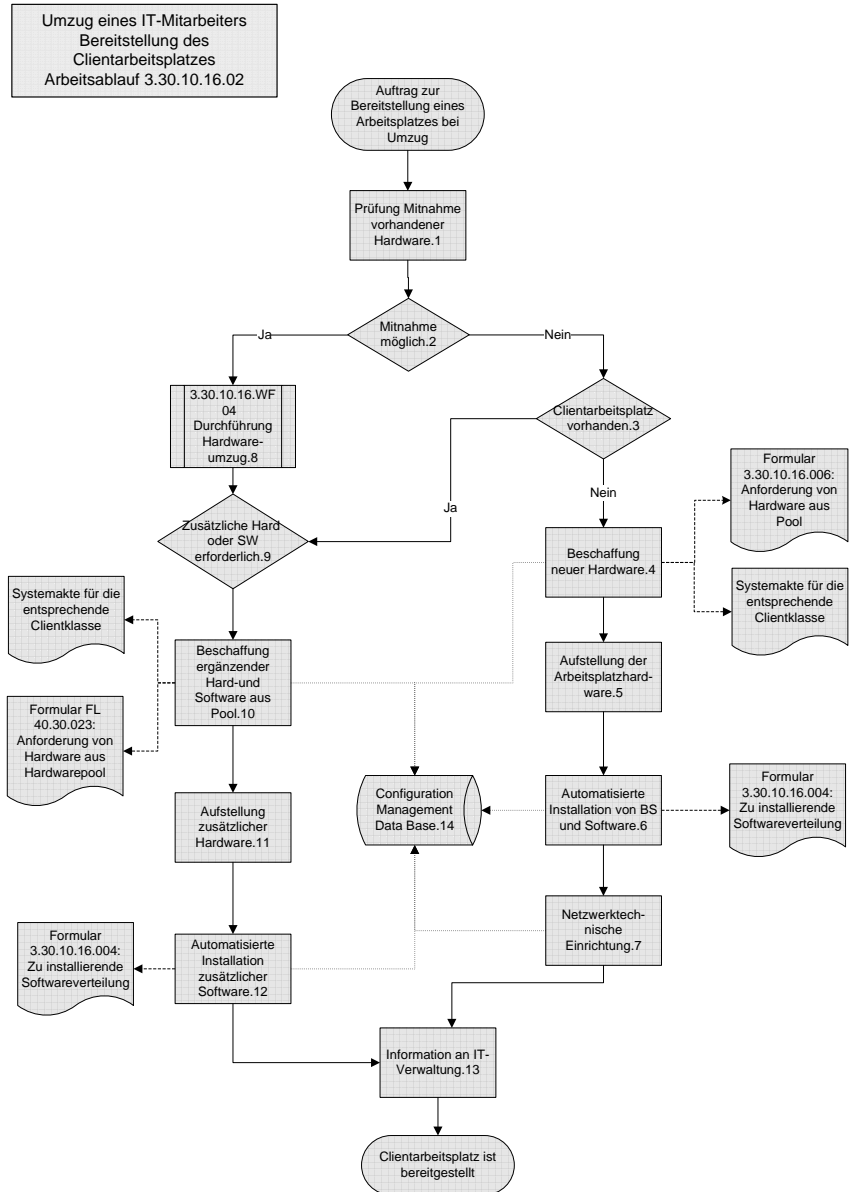 Umzug eines IT-Mitarbeiters
Bereitstellung des
Clientarbeitsplatzes
Arbeitsablauf 3.30.10.16.02
Auftrag zur
Bereitstellung eines
Arbeitsplatzes bei
Umzug
Prüfung Mitnahme
vorhandener
Hardware.1
Mitnahme
möglich.2
Ja
Nein
3.30.10.16.WF
04
Durchführung
Hardware-
umzug.8
Clientarbeitsplatz
vorhanden.3
Ja
Nein
Formular
3.30.10.16.006:
Anforderung von
Hardware aus
Pool
Zusätzliche Hard
oder SW
erforderlich.9
Beschaffung
neuer Hardware.4
Systemakte für die
entsprechende
Clientklasse
Systemakte für die
entsprechende
Clientklasse
Beschaffung
ergänzender
Hard-und
Software aus
Pool.10
Aufstellung der
Arbeitsplatzhard-
ware.5
Formular FL
40.30.023:
Anforderung von
Hardware aus
Hardwarepool
Aufstellung
zusätzlicher
Hardware.11
Configuration
Management
Data Base.14
Automatisierte
Installation von BS
und Software.6
Formular
3.30.10.16.004:
Zu installierende
Softwareverteilung
Formular
3.30.10.16.004:
Zu installierende
Softwareverteilung
Automatisierte
Installation
zusätzlicher
Software.12
Netzwerktech-
nische
Einrichtung.7
Information an IT-
Verwaltung.13
Clientarbeitsplatz ist
bereitgestellt